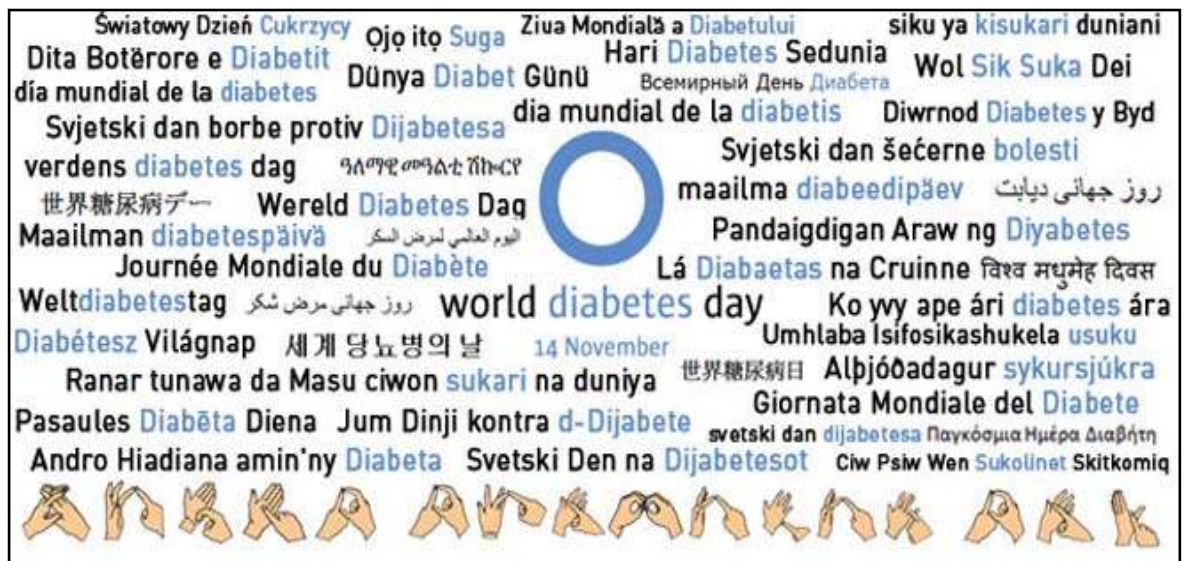 Światowy Dzień Cukrzycy
Ọjọ itọ Suga
Ziua Mondială a Diabetului
siku ya kisukari duniani
Dita Botërore e Diabetit
Dünya Diabet Günü
Hari Diabetes Sedunia
Всемирный День Диабета
Wol Sik Suka Dei
día mundial de la diabetes
Svjetski dan borbe protiv Dijabetesa
dia mundial de la diabetis
Diwrnod Diabetes y Byd
verdens diabetes dag
ዓለማዊ መዓልቲ ሽኮርየ
Svjetski dan šećerne bolesti
世界糖尿病デー
Wereld Diabetes Dag
maailma diabeedipäev
روز جهانی دیابت
Maailman diabetespäivä
اليوم العالمي لمرض السكر
Pandaigdigan Araw ng Diyabetes
Journée Mondiale du Diabète
Lá Diabaetas na Cruinne
विश्व मधुमेह दिवस
Weltdiabetestag
روز جهانی مرض شکر
world diabetes day
Ko yvy ape ári diabetes ára
Diabétesz Világnap
세계 당뇨병의 날
14 November
Umhlaba Isifosikashukela usuku
Ranar tunawa da Masu ciwon sukari na duniya
世界糖尿病日
Alþjóðadagur sykursjúkra
Giornata Mondiale del Diabete
Pasaules Diabēta Diena
Jum Dinji kontra d-Dijabete
svetski dan dijabetesa
Παγκόσμια Ημέρα Διαβήτη
Andro Hiadiana amin'ny Diabeta
Svetski Den na Dijabetesot
Ciw Psiw Wen Sukolinet Skitkomiq